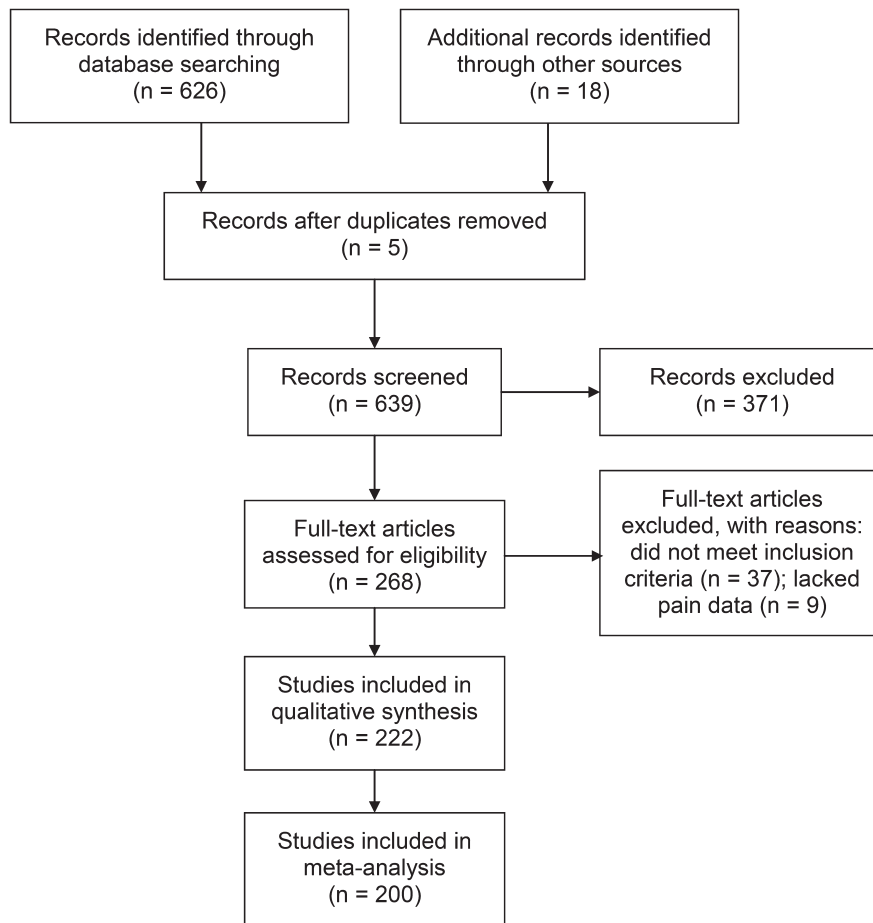 Records identified through
database searching
(n = 626)
Additional records identified
through other sources
(n = 18)
Records after duplicates removed
(n = 5)
Records screened
(n = 639)
Records excluded
(n = 371)
Full-text articles
assessed for eligibility
(n = 268)
Full-text articles
excluded, with reasons:
did not meet inclusion
criteria (n = 37); lacked
pain data (n = 9)
Studies included in
qualitative synthesis
(n = 222)
Studies included in
meta-analysis
(n = 200)